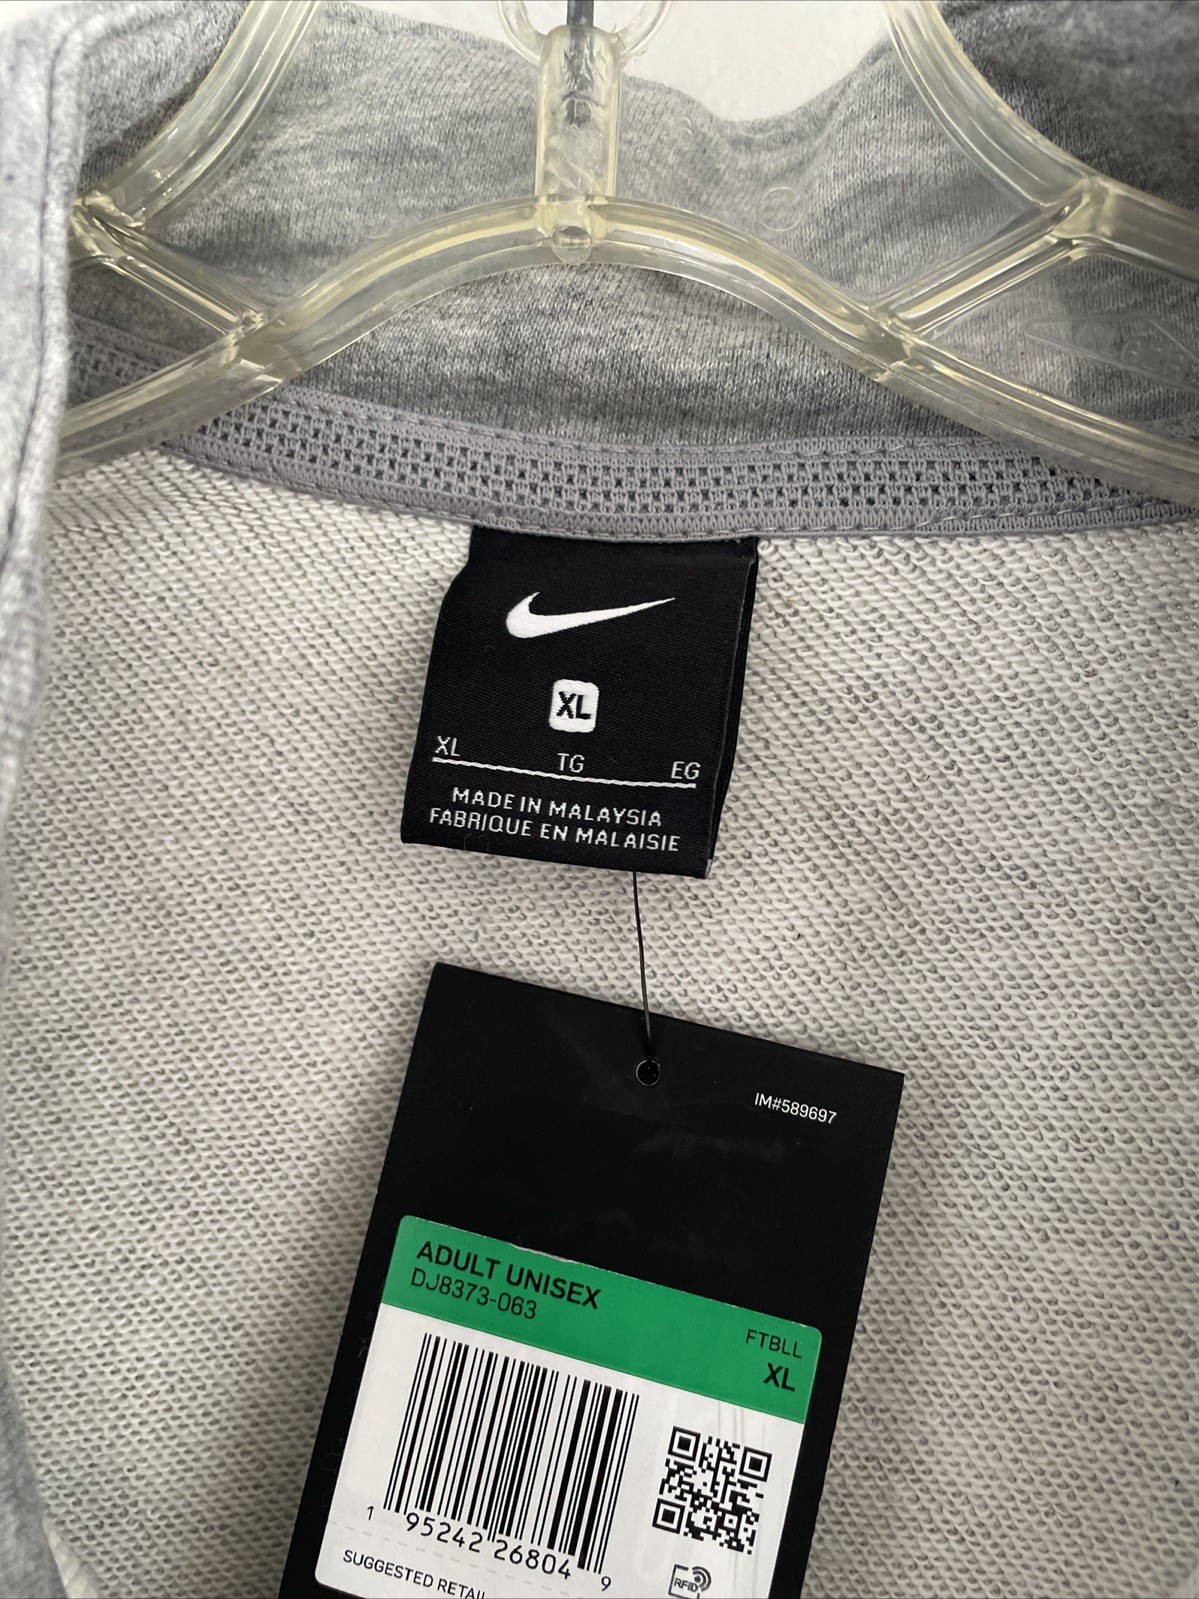 XL
XL TG EG
MADE IN MALAYSIA
FABRIQUE EN MALAISIE
IM#589697
ADULT UNISEX
DJ8373-063
FTBLL
XL
1 95242 26804 9
SUGGESTED RETAIL
RFID